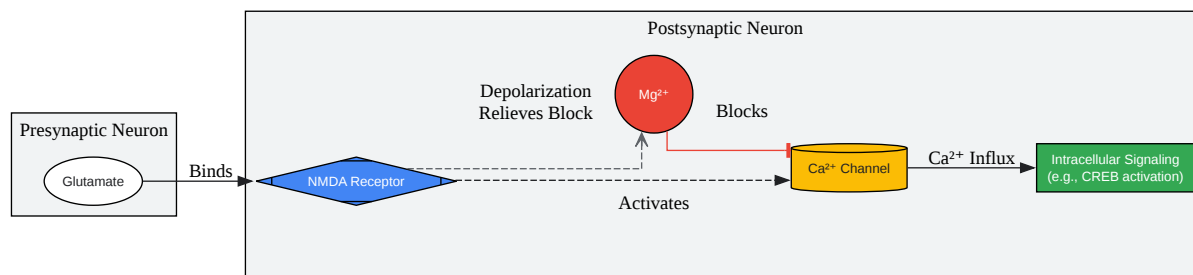 Postsynaptic Neuron
Presynaptic Neuron
Glutamate
Binds
NMDA Receptor
Depolarization
Relieves Block
Mg²⁺
Blocks
Activates
Ca²⁺ Channel
Ca²⁺ Influx
Intracellular Signaling
(e.g., CREB activation)